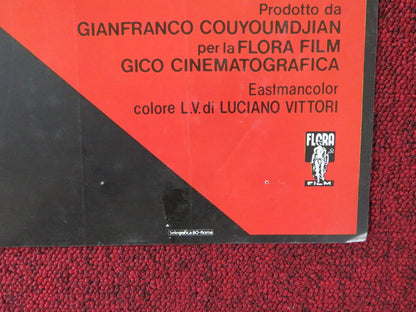 Prodotto da
GIANFRANCO COUYOUMDJIAN
per la FLORA FILM
GICO CINEMATOGRAFICA
Eastmancolor
colore L.V. di LUCIANO VITTORI
FLORA
FILM